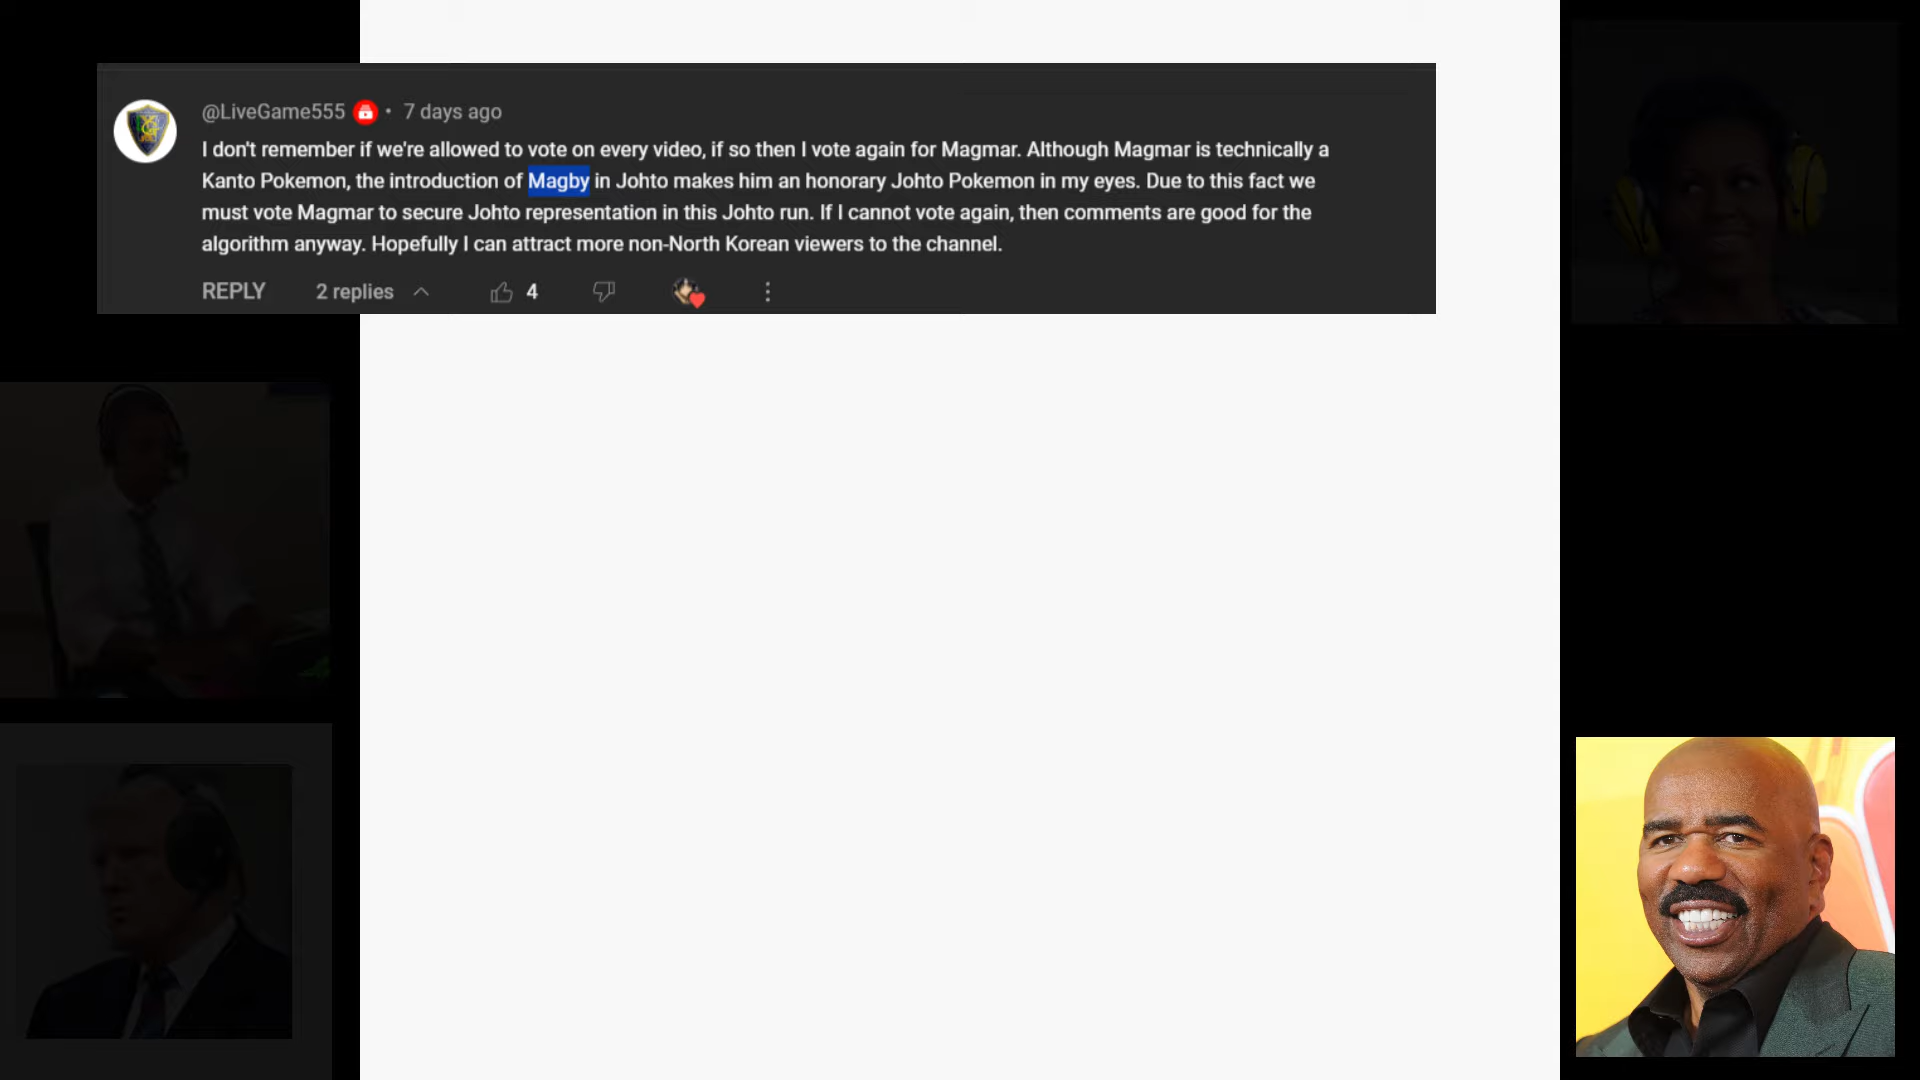 @LiveGame555 • 7 days ago
I don't remember if we're allowed to vote on every video, if so then I vote again for Magmar. Although Magmar is technically a
Kanto Pokemon, the introduction of Magby in Johto makes him an honorary Johto Pokemon in my eyes. Due to this fact we
must vote Magmar to secure Johto representation in this Johto run. If I cannot vote again, then comments are good for the
algorithm anyway. Hopefully I can attract more non-North Korean viewers to the channel.
REPLY 2 replies 4